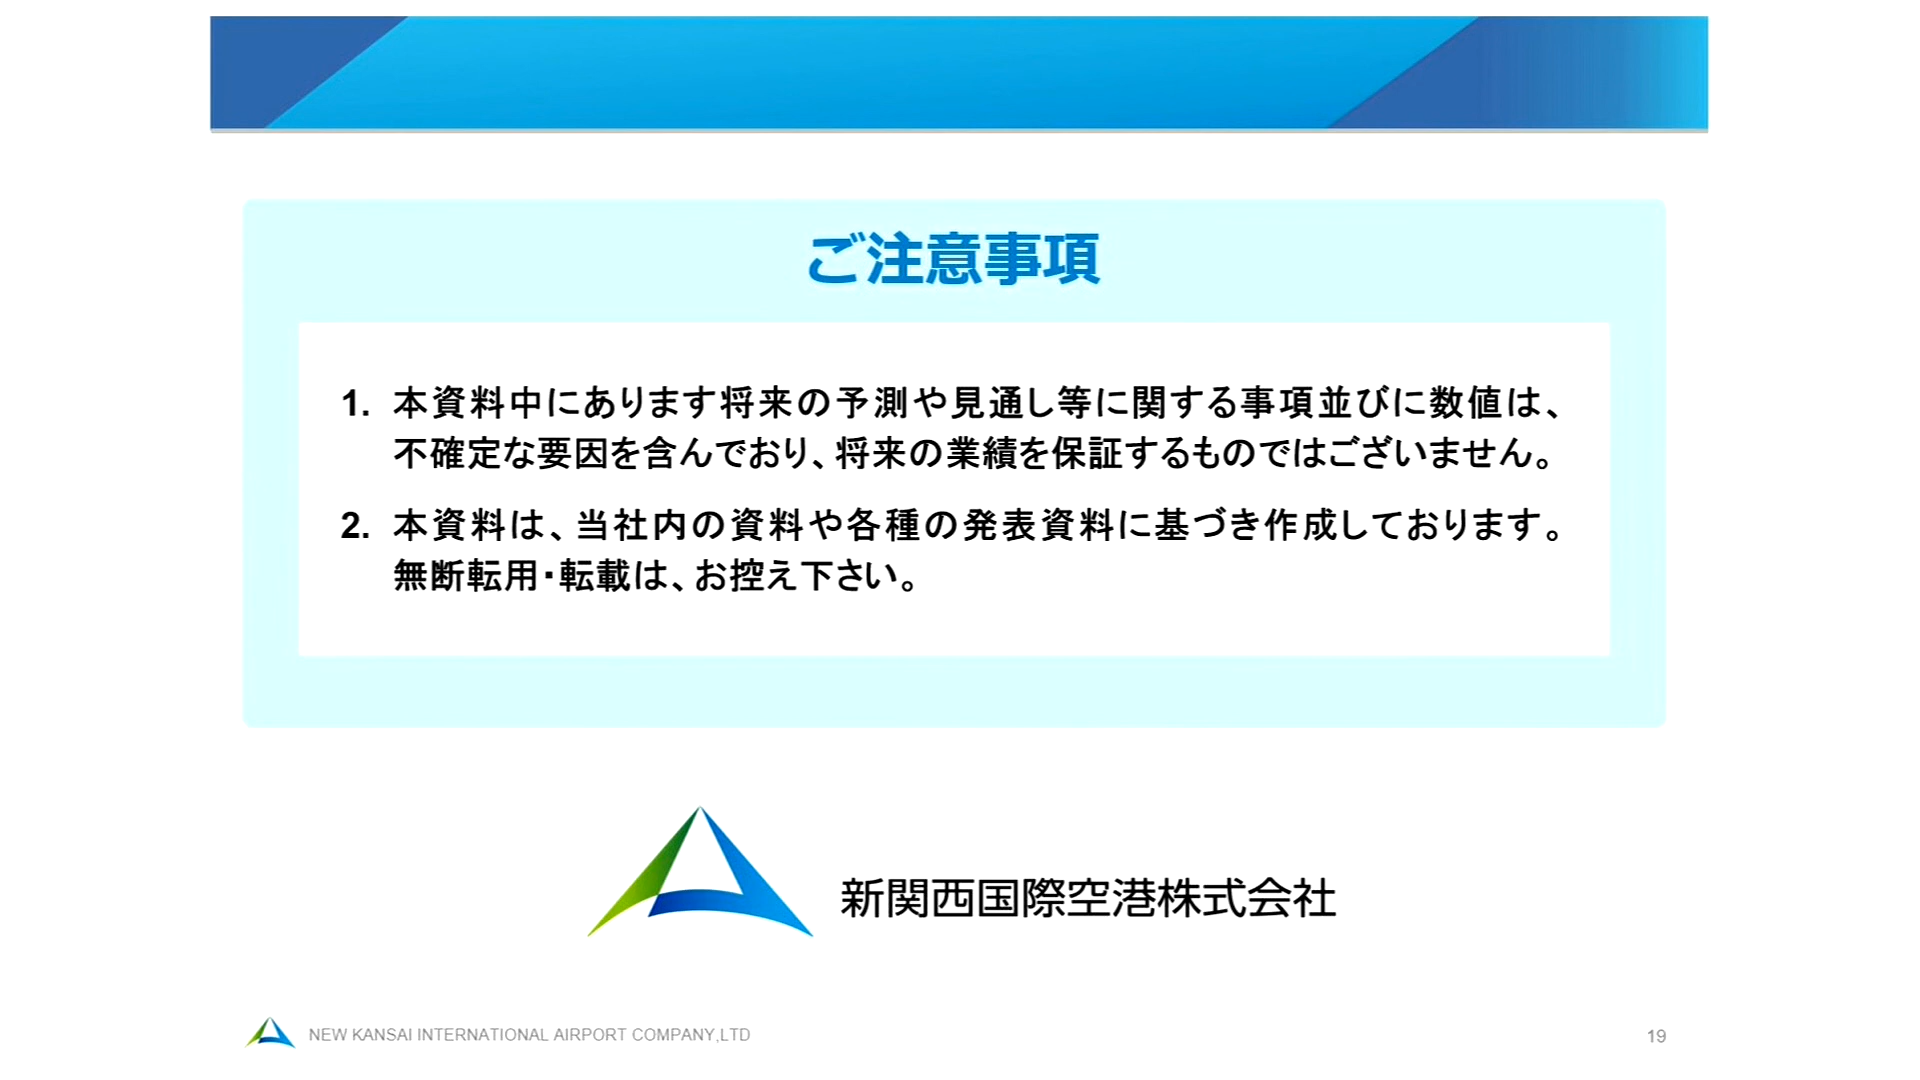 ご注意事項
1. 本資料中にあります将来の予測や見通し等に関する事項並びに数値は、
不確定な要因を含んでおり、将来の業績を保証するものではございません。
2. 本資料は、当社内の資料や各種の発表資料に基づき作成しております。
無断転用・転載は、お控え下さい。
新関西国際空港株式会社
NEW KANSAI INTERNATIONAL AIRPORT COMPANY,LTD
19